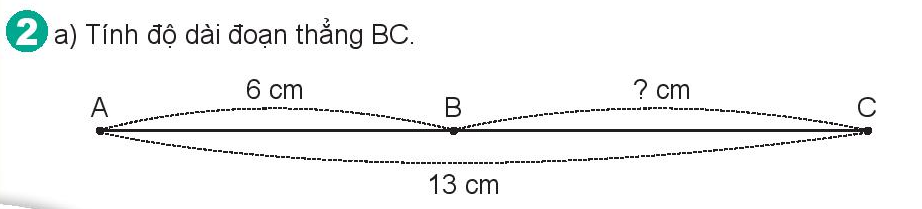 2 a) Tính độ dài đoạn thẳng BC.
6 cm ? cm
A B C
13 cm